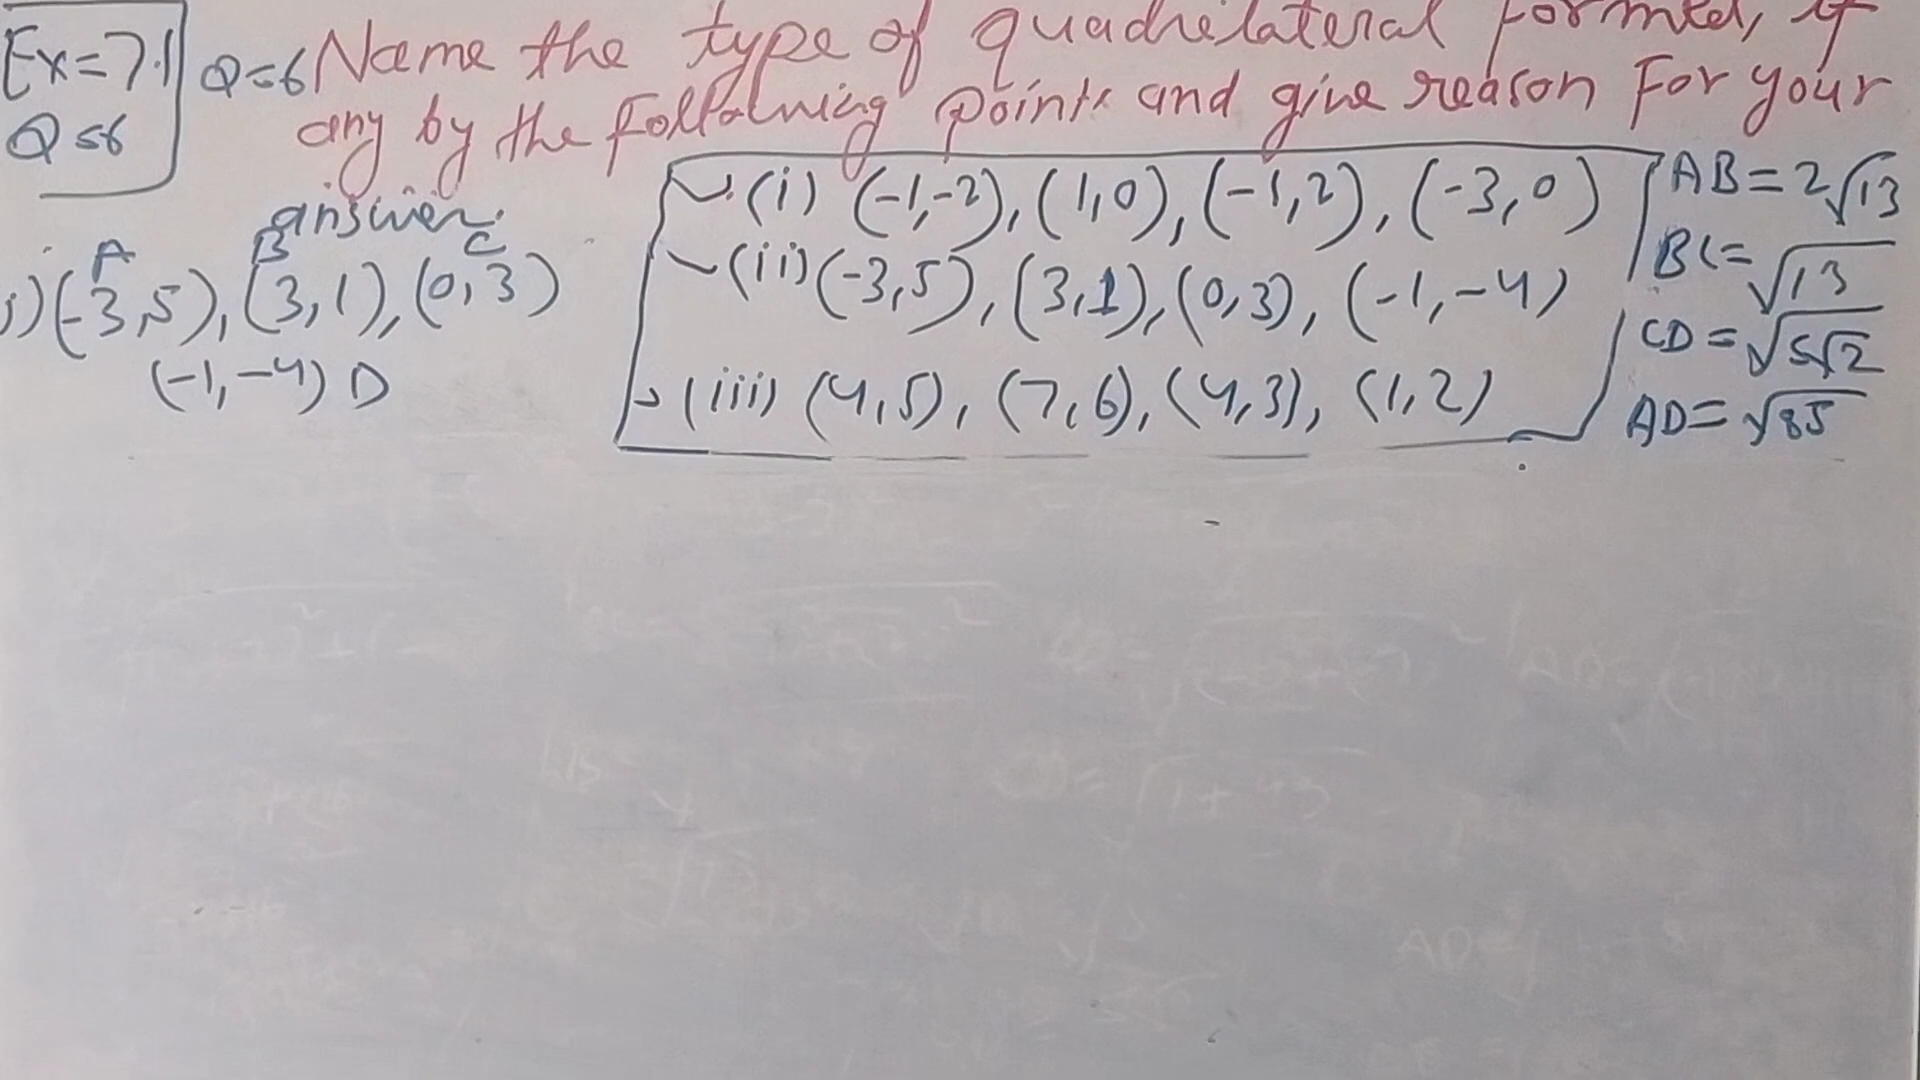 Ex=7.1
Q=6
Q=6 Name the type of quadrilateral formed, if
any by the following points and give reason for your
answer.
(i) (-1,-2), (1,0), (-1,2), (-3,0)
(ii) (-3,5), (3,1), (0,3), (-1,-4)
(iii) (4,5), (7,6), (4,3), (1,2)
AB=2√13
BC=√13
CD=√5√2
AD=√85
A B C
i) (-3,5), (3,1), (0,3)
(-1,-4) D